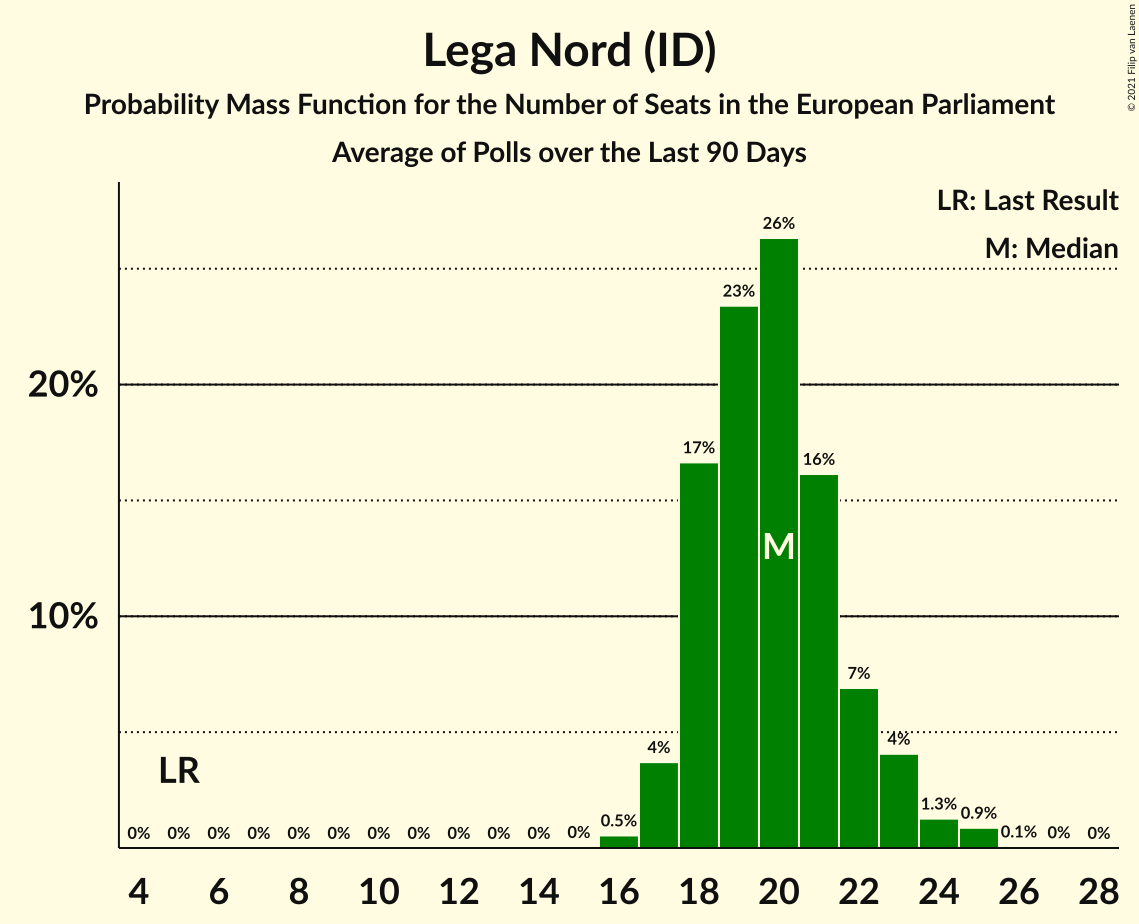 Lega Nord (ID)
Probability Mass Function for the Number of Seats in the European Parliament
Average of Polls over the Last 90 Days
© 2021 Filip van Laenen
LR: Last Result
M: Median
26%
23%
20%
17%
16%
M
10%
7%
4%
4%
LR
1.3%
0.9%
0.5%
0% 0% 0% 0% 0% 0% 0% 0% 0% 0% 0% 0% 0.1% 0% 0%
4 6 8 10 12 14 16 18 20 22 24 26 28